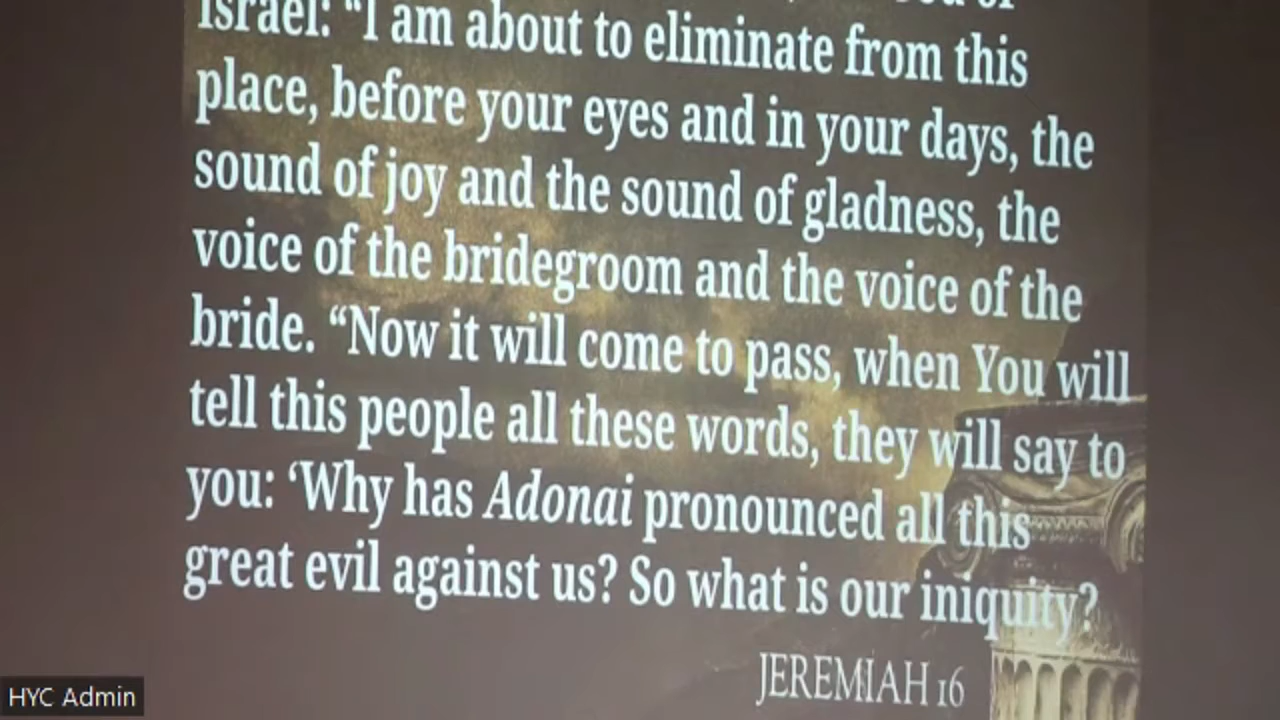 Israel: “I am about to eliminate from this
place, before your eyes and in your days, the
sound of joy and the sound of gladness, the
voice of the bridegroom and the voice of the
bride. “Now it will come to pass, when You will
tell this people all these words, they will say to
you: ‘Why has Adonai pronounced all this
great evil against us? So what is our iniquity?
JEREMIAH 16
HYC Admin